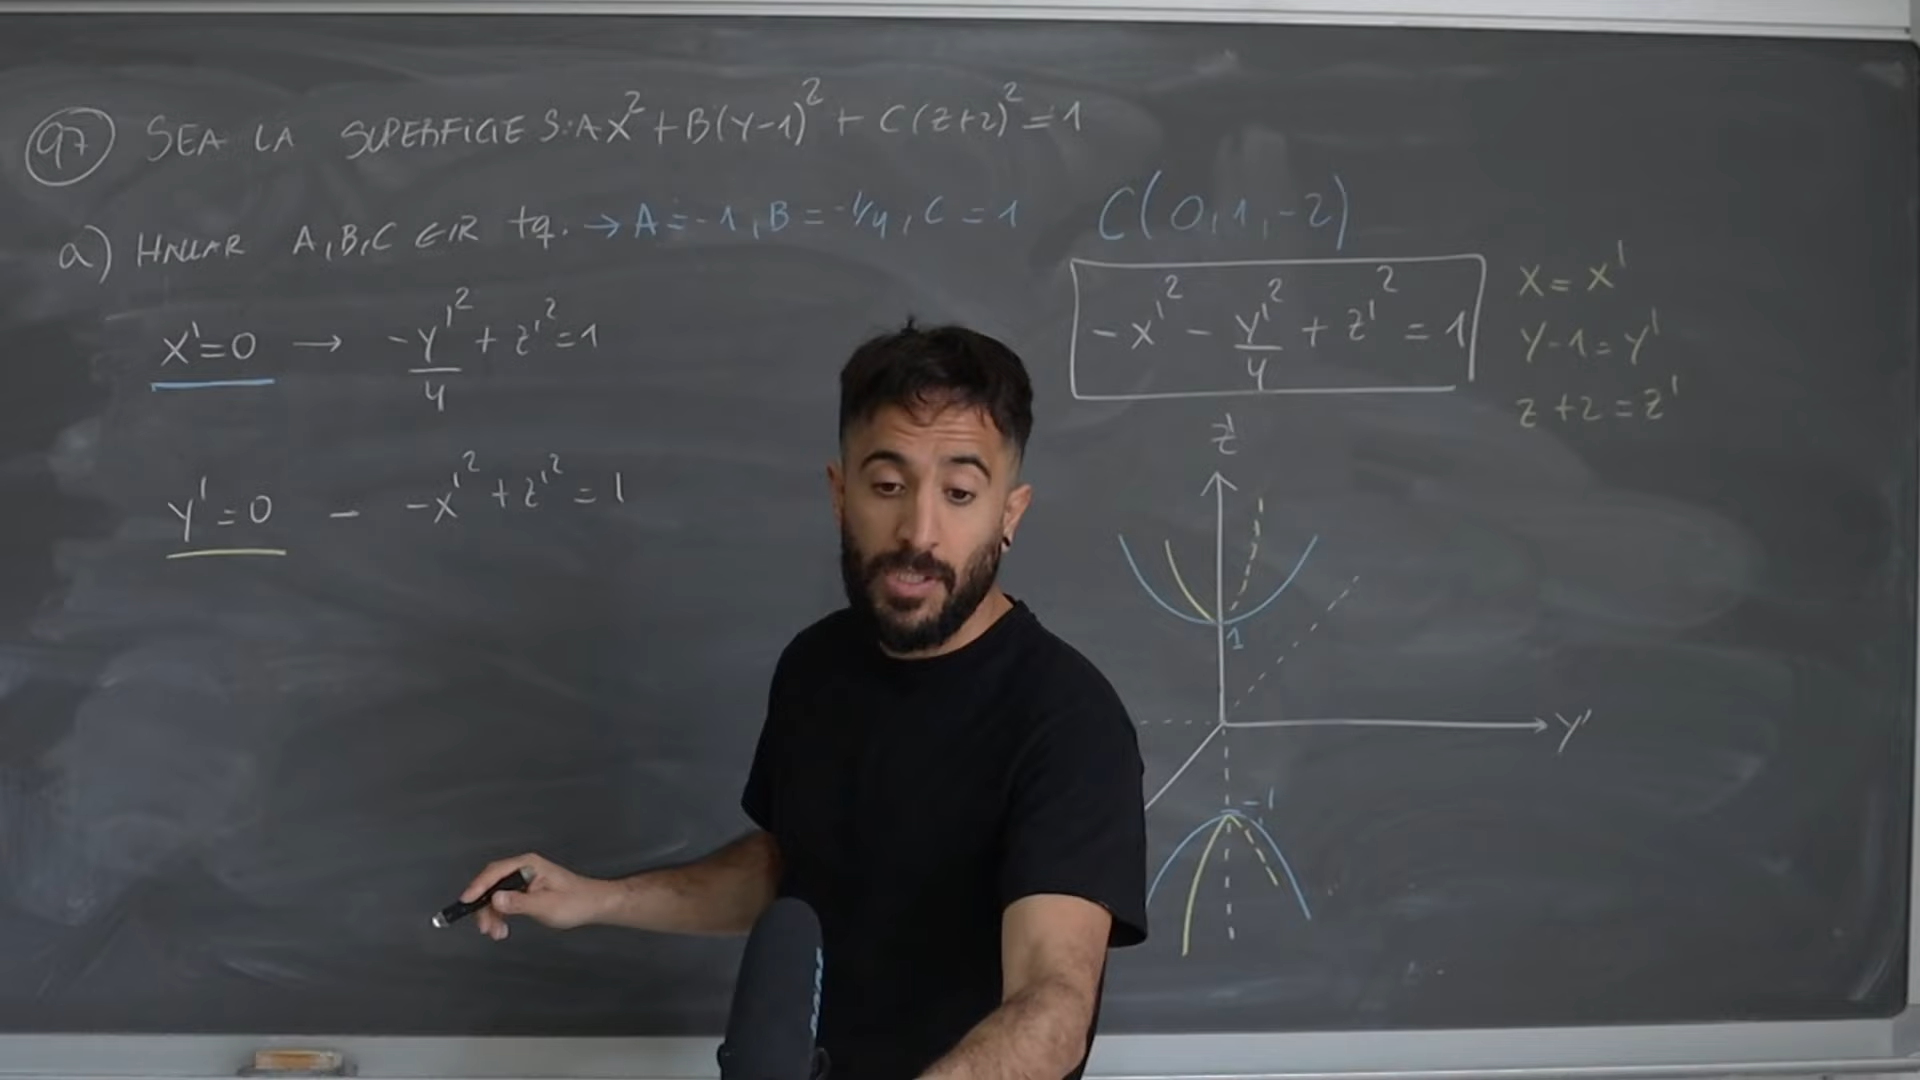 97 SEA LA SUPERFICIE S: AX² + B(Y-1)² + C(Z+2)² = 1
a) HALLAR A,B,C ∈ IR tq. → A = -1, B = -1/4, C = 1
C(0,1,-2)
X'=0 → -Y'²/4 + Z'² = 1
Y'=0 - -X'² + Z'² = 1
-X'² - Y'²/4 + Z'² = 1
X = X'
Y-1 = Y'
Z+2 = Z'
Z'
1
Y'
-1